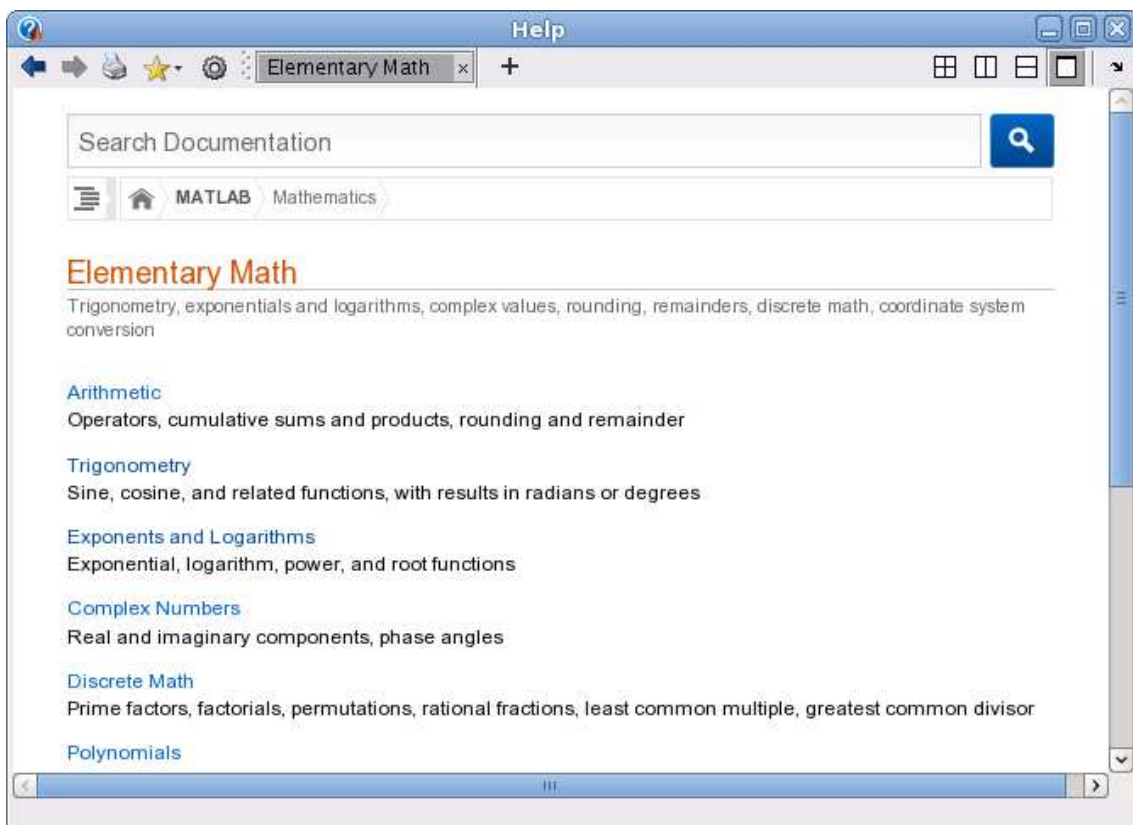 Help
Elementary Math
Search Documentation
MATLAB Mathematics
Elementary Math
Trigonometry, exponentials and logarithms, complex values, rounding, remainders, discrete math, coordinate system
conversion
Arithmetic
Operators, cumulative sums and products, rounding and remainder
Trigonometry
Sine, cosine, and related functions, with results in radians or degrees
Exponents and Logarithms
Exponential, logarithm, power, and root functions
Complex Numbers
Real and imaginary components, phase angles
Discrete Math
Prime factors, factorials, permutations, rational fractions, least common multiple, greatest common divisor
Polynomials